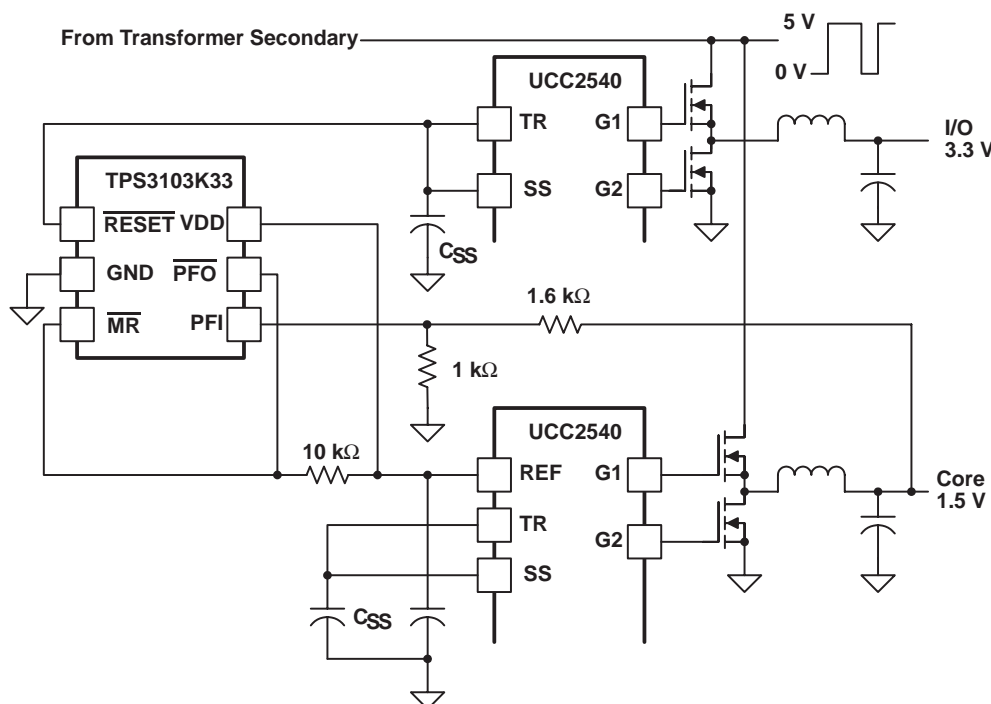 From Transformer Secondary
5 V
0 V
UCC2540
TR
G1
SS
G2
I/O
3.3 V
CSS
TPS3103K33
RESET
VDD
GND
PFO
MR
PFI
1.6 kΩ
1 kΩ
UCC2540
10 kΩ
REF
G1
TR
G2
SS
Core
1.5 V
CSS